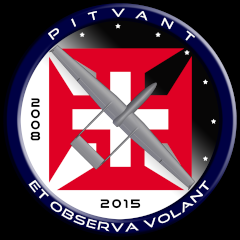 PITVANT
2008
2015
ET OBSERVA VOLANT